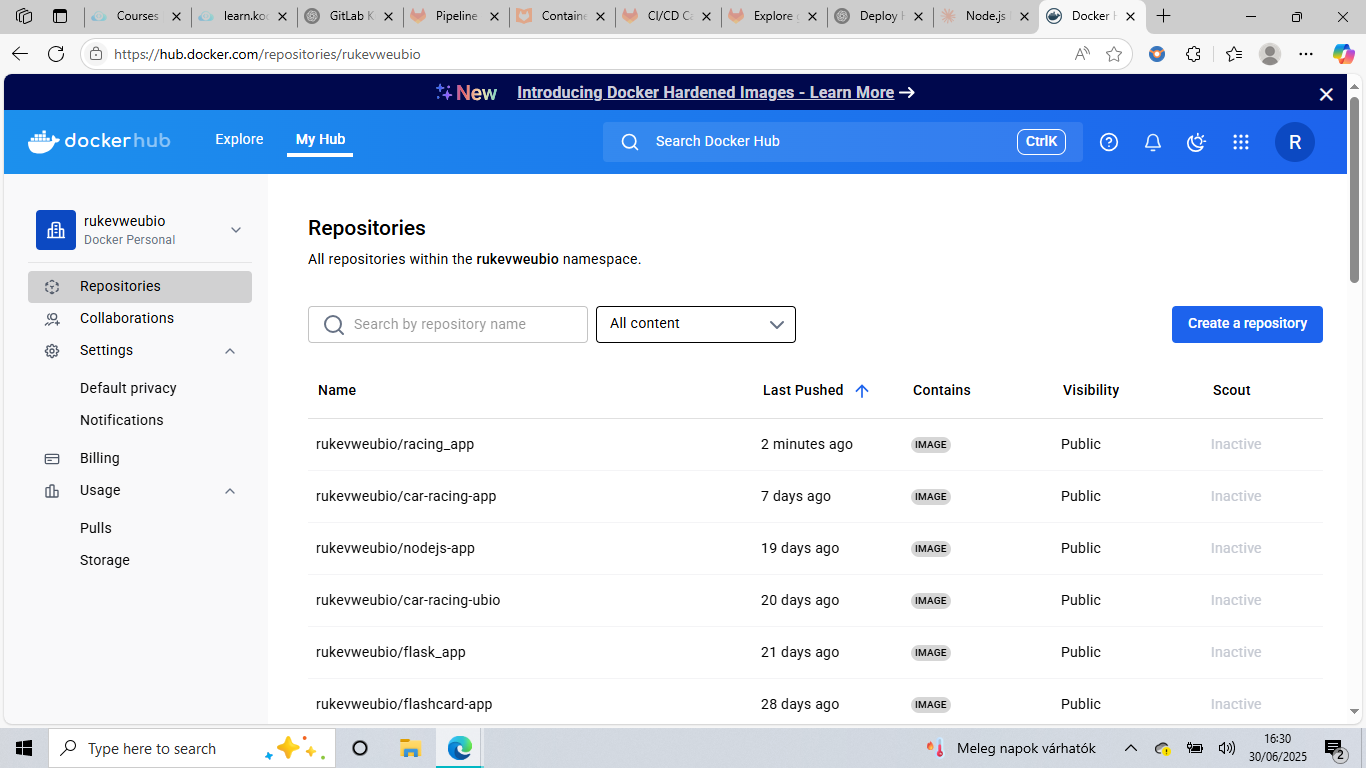 Courses
learn.ko
GitLab K
Pipeline
Containe
CI/CD Ca
Explore
Deploy H
Node.js
Docker H
https://hub.docker.com/repositories/rukevweubio
New Introducing Docker Hardened Images - Learn More →
docker hub
Explore
My Hub
Search Docker Hub
CtrlK
R
rukevweubio
Docker Personal
Repositories
Collaborations
Settings
Default privacy
Notifications
Billing
Usage
Pulls
Storage
Repositories
All repositories within the rukevweubio namespace.
Search by repository name
All content
Create a repository
Name Last Pushed Contains Visibility Scout
rukevweubio/racing_app 2 minutes ago IMAGE Public Inactive
rukevweubio/car-racing-app 7 days ago IMAGE Public Inactive
rukevweubio/nodejs-app 19 days ago IMAGE Public Inactive
rukevweubio/car-racing-ubio 20 days ago IMAGE Public Inactive
rukevweubio/flask_app 21 days ago IMAGE Public Inactive
rukevweubio/flashcard-app 28 days ago IMAGE Public Inactive
Type here to search
Meleg napok várhatók
16:30
30/06/2025
2